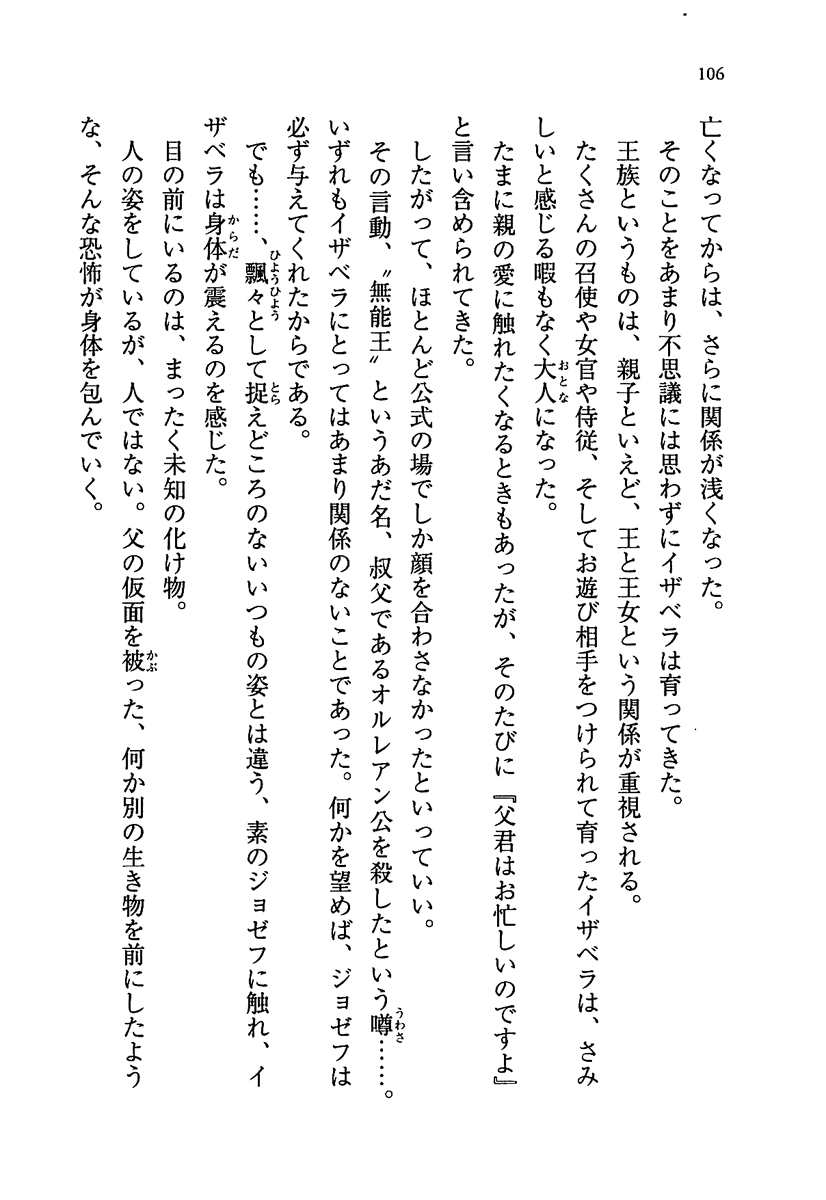 106
亡くなってからは、さらに関係が浅くなった。
そのことをあまり不思議には思わずにイザベラは育ってきた。
王族というものは、親子といえど、王と王女という関係が重視される。
たくさんの召使や女官や侍従、そしてお遊び相手をつけられて育ったイザベラは、さみ
しいと感じる暇もなく大人になった。
たまに親の愛に触れたくなるときもあったが、そのたびに『父君はお忙しいのですよ』
と言い含められてきた。
したがって、ほとんど公式の場でしか顔を合わさなかったといっていい。
その言動、〝無能王〟というあだ名、叔父であるオルレアン公を殺したという噂……。
いずれもイザベラにとってはあまり関係のないことであった。何かを望めば、ジョゼフは
必ず与えてくれたからである。
でも……、飄々として捉えどころのないいつもの姿とは違う、素のジョゼフに触れ、イ
ザベラは身体が震えるのを感じた。
目の前にいるのは、まったく未知の化け物。
人の姿をしているが、人ではない。父の仮面を被った、何か別の生き物を前にしたよう
な、そんな恐怖が身体を包んでいく。